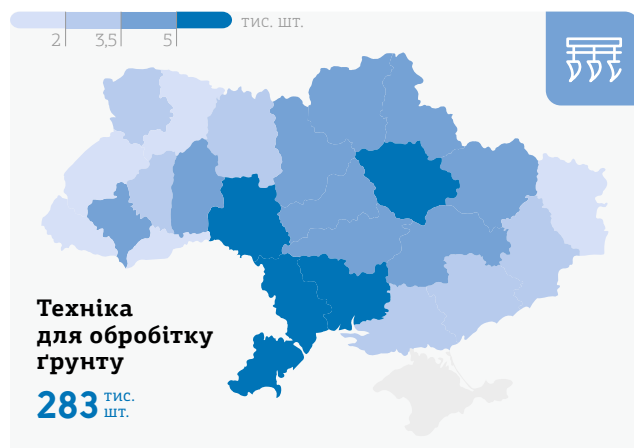 ТИС. ШТ.
2 3,5 5
Техніка
для обробітку
ґрунту
283 тис.
шт.